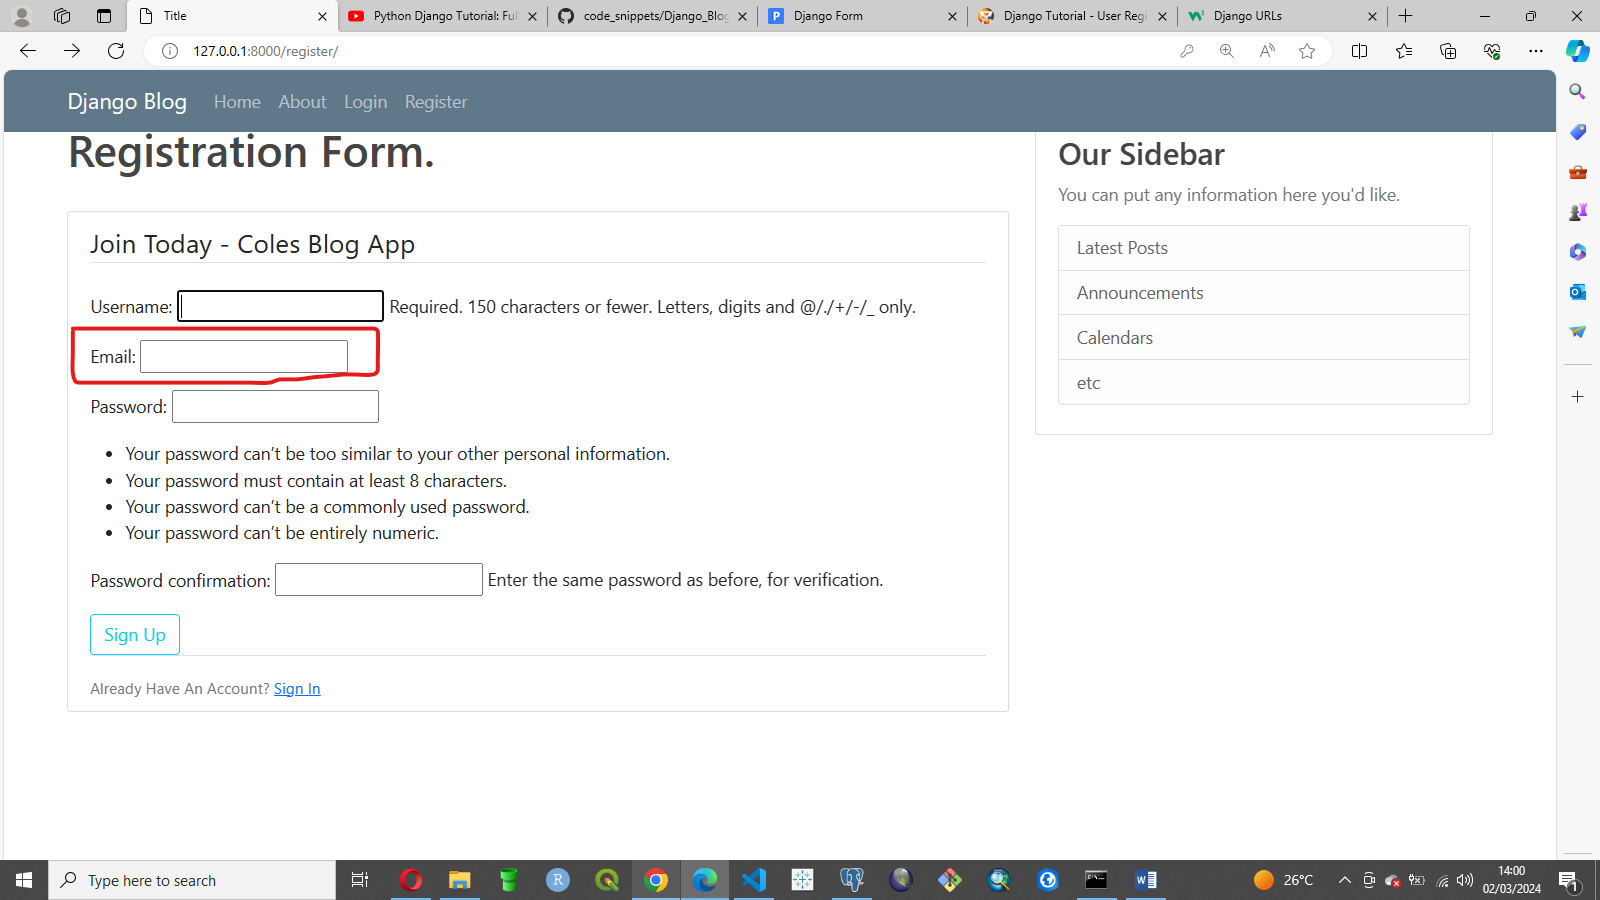 Title
Python Django Tutorial: Ful
code_snippets/Django_Blog
Django Form
Django Tutorial - User Regi
Django URLs
127.0.0.1:8000/register/
Django Blog Home About Login Register
Registration Form.
Our Sidebar
You can put any information here you'd like.
Latest Posts
Announcements
Calendars
etc
Join Today - Coles Blog App
Username: Required. 150 characters or fewer. Letters, digits and @/./+/-/_ only.
Email:
Password:
Your password can’t be too similar to your other personal information.
Your password must contain at least 8 characters.
Your password can’t be a commonly used password.
Your password can’t be entirely numeric.
Password confirmation: Enter the same password as before, for verification.
Sign Up
Already Have An Account? Sign In
Type here to search
26°C
14:00
02/03/2024
1